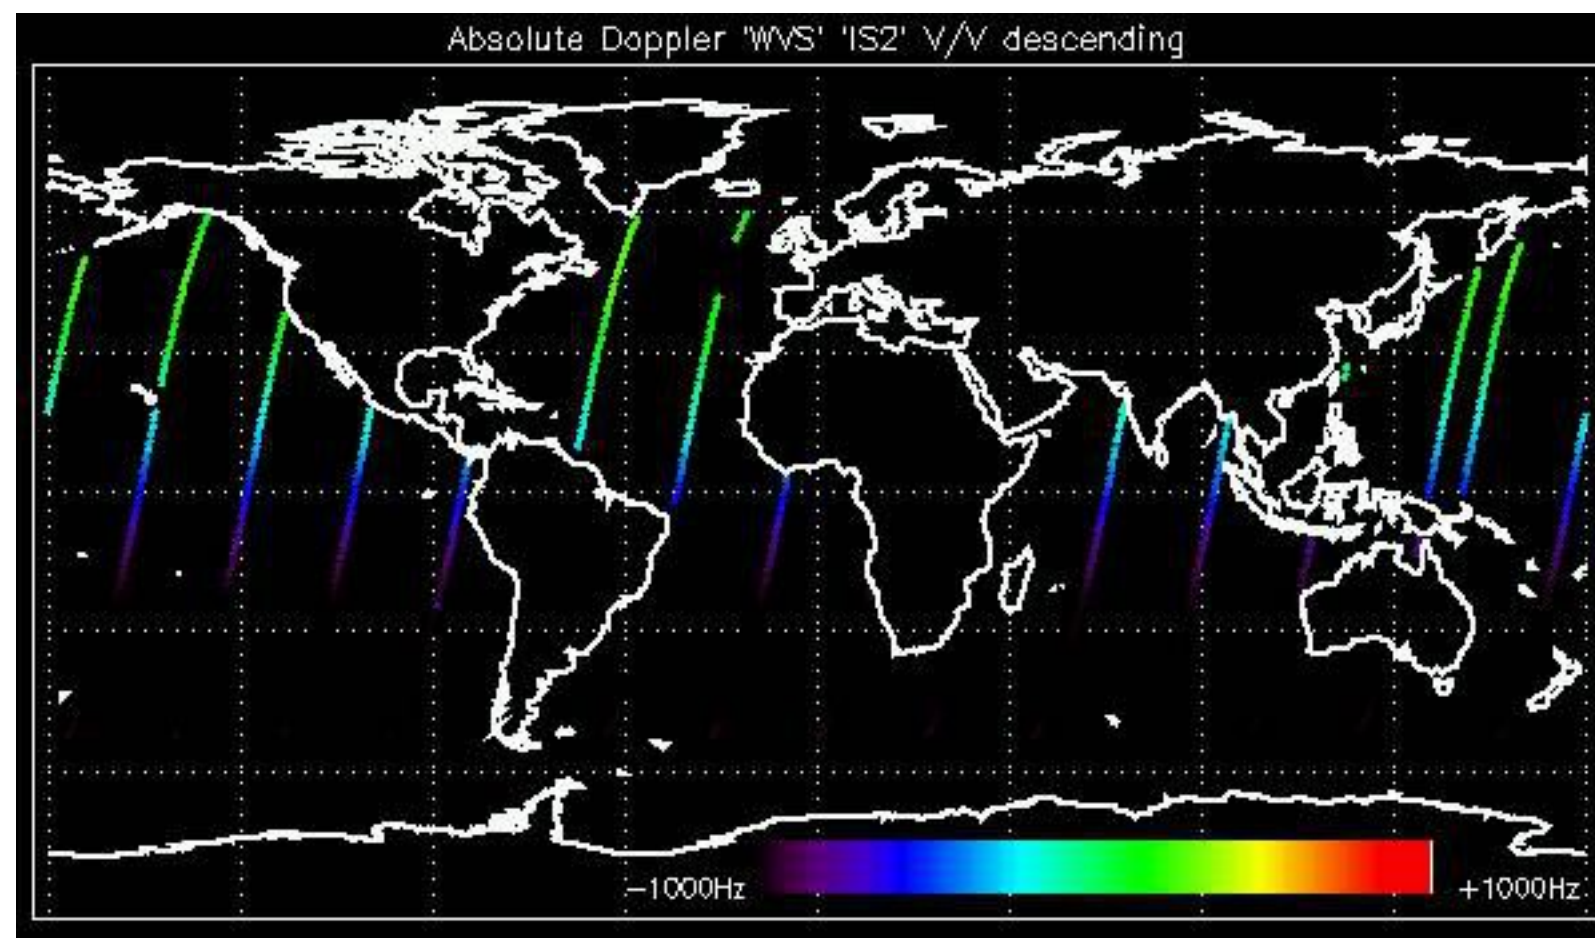 Absolute Doppler 'WVS' 'IS2' V/V descending
-1000Hz +1000Hz